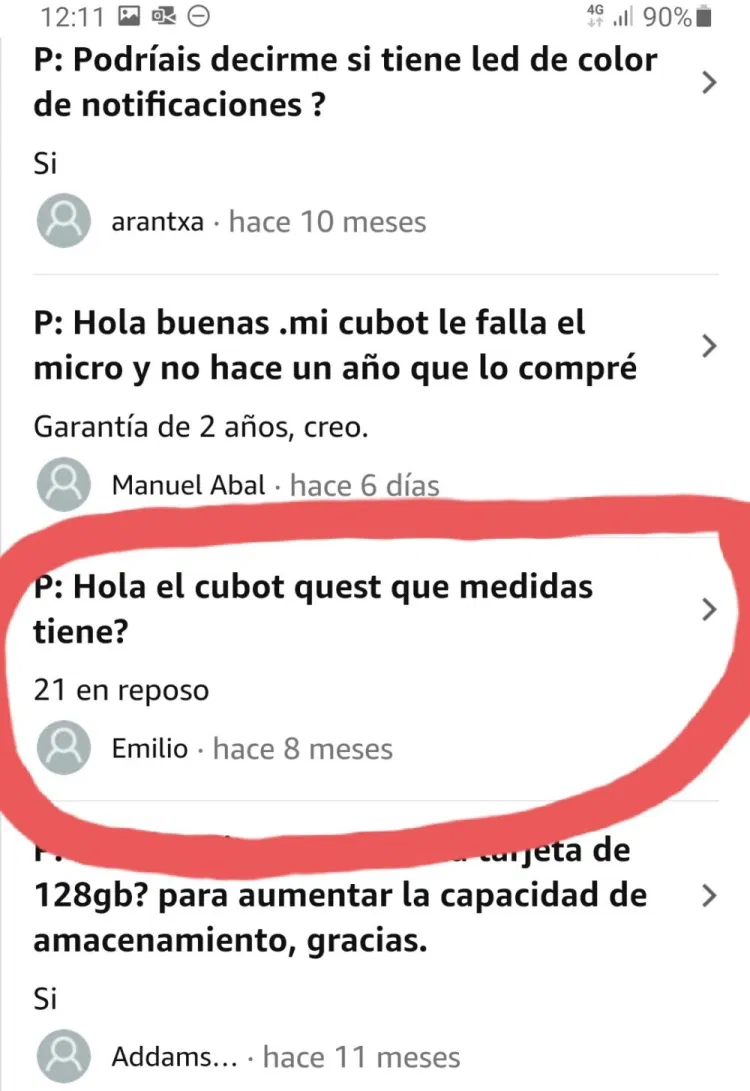 12:11
4G
90%
P: Podríais decirme si tiene led de color
de notificaciones ?
Si
arantxa · hace 10 meses
P: Hola buenas .mi cubot le falla el
micro y no hace un año que lo compré
Garantía de 2 años, creo.
Manuel Abal · hace 6 días
P: Hola el cubot quest que medidas
tiene?
21 en reposo
Emilio · hace 8 meses
P: tarjeta de
128gb? para aumentar la capacidad de
amacenamiento, gracias.
Si
Addams... · hace 11 meses